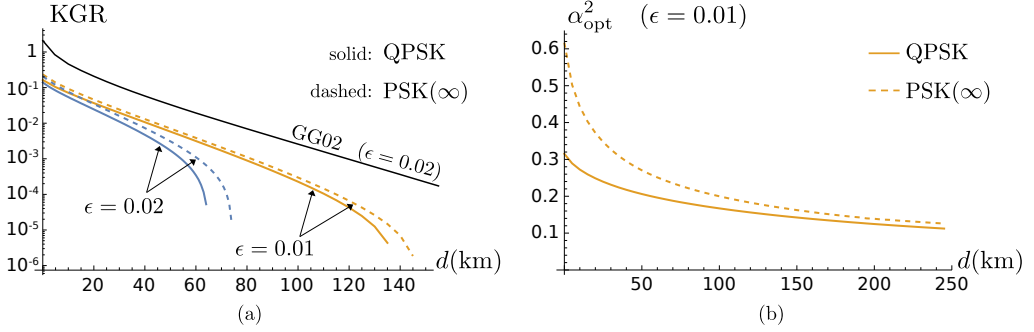 KGR
solid: QPSK
dashed: PSK(∞)
1
10⁻¹
10⁻²
10⁻³
10⁻⁴
10⁻⁵
10⁻⁶
GG02 (ϵ = 0.02)
ϵ = 0.02
ϵ = 0.01
20 40 60 80 100 120 140
d(km)
(a)
α²opt (ϵ = 0.01)
QPSK
PSK(∞)
0.6
0.5
0.4
0.3
0.2
0.1
50 100 150 200 250
d(km)
(b)